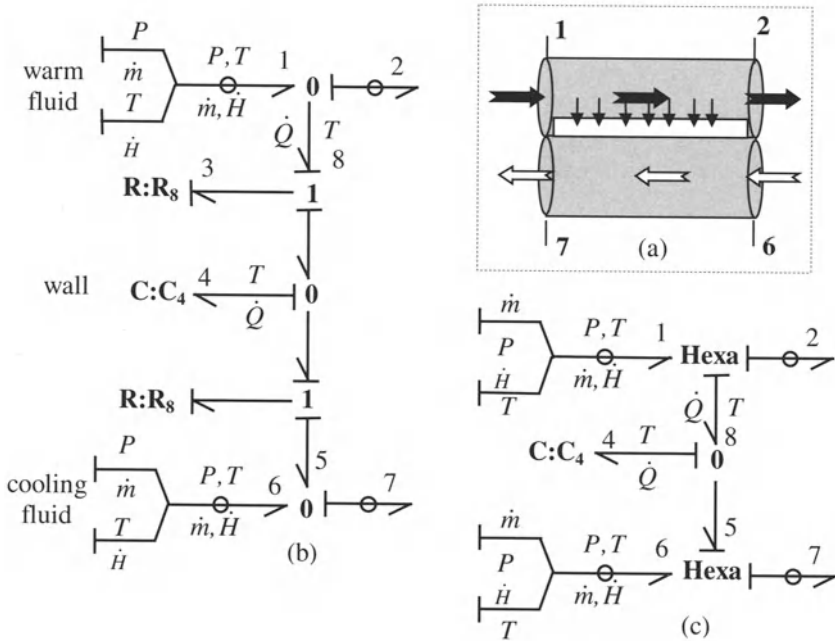 P
ṁ
T
Ḣ
warm
fluid
P, T
ṁ, Ḣ
1
0
2
Q̇
T
8
R:R₈
3
1
wall
C:C₄
4
T
Q̇
0
R:R₈
1
5
P
ṁ
T
Ḣ
cooling
fluid
P, T
ṁ, Ḣ
6
0
7
(b)
1
2
7
6
(a)
ṁ
P
Ḣ
T
P, T
ṁ, Ḣ
1
Hexa
2
Q̇
T
8
C:C₄
4
T
Q̇
0
5
ṁ
P
Ḣ
T
P, T
ṁ, Ḣ
6
Hexa
7
(c)